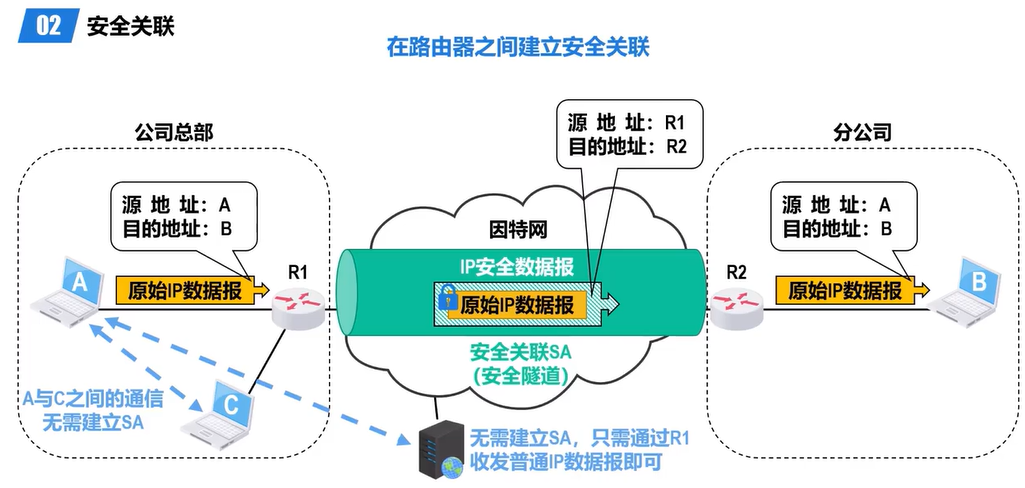 02 安全关联
在路由器之间建立安全关联
公司总部
源地址：A
目的地址：B
A
原始IP数据报
R1
C
A与C之间的通信
无需建立SA
因特网
源地址：R1
目的地址：R2
IP安全数据报
原始IP数据报
安全关联SA
（安全隧道）
无需建立SA，只需通过R1
收发普通IP数据报即可
分公司
源地址：A
目的地址：B
R2
原始IP数据报
B